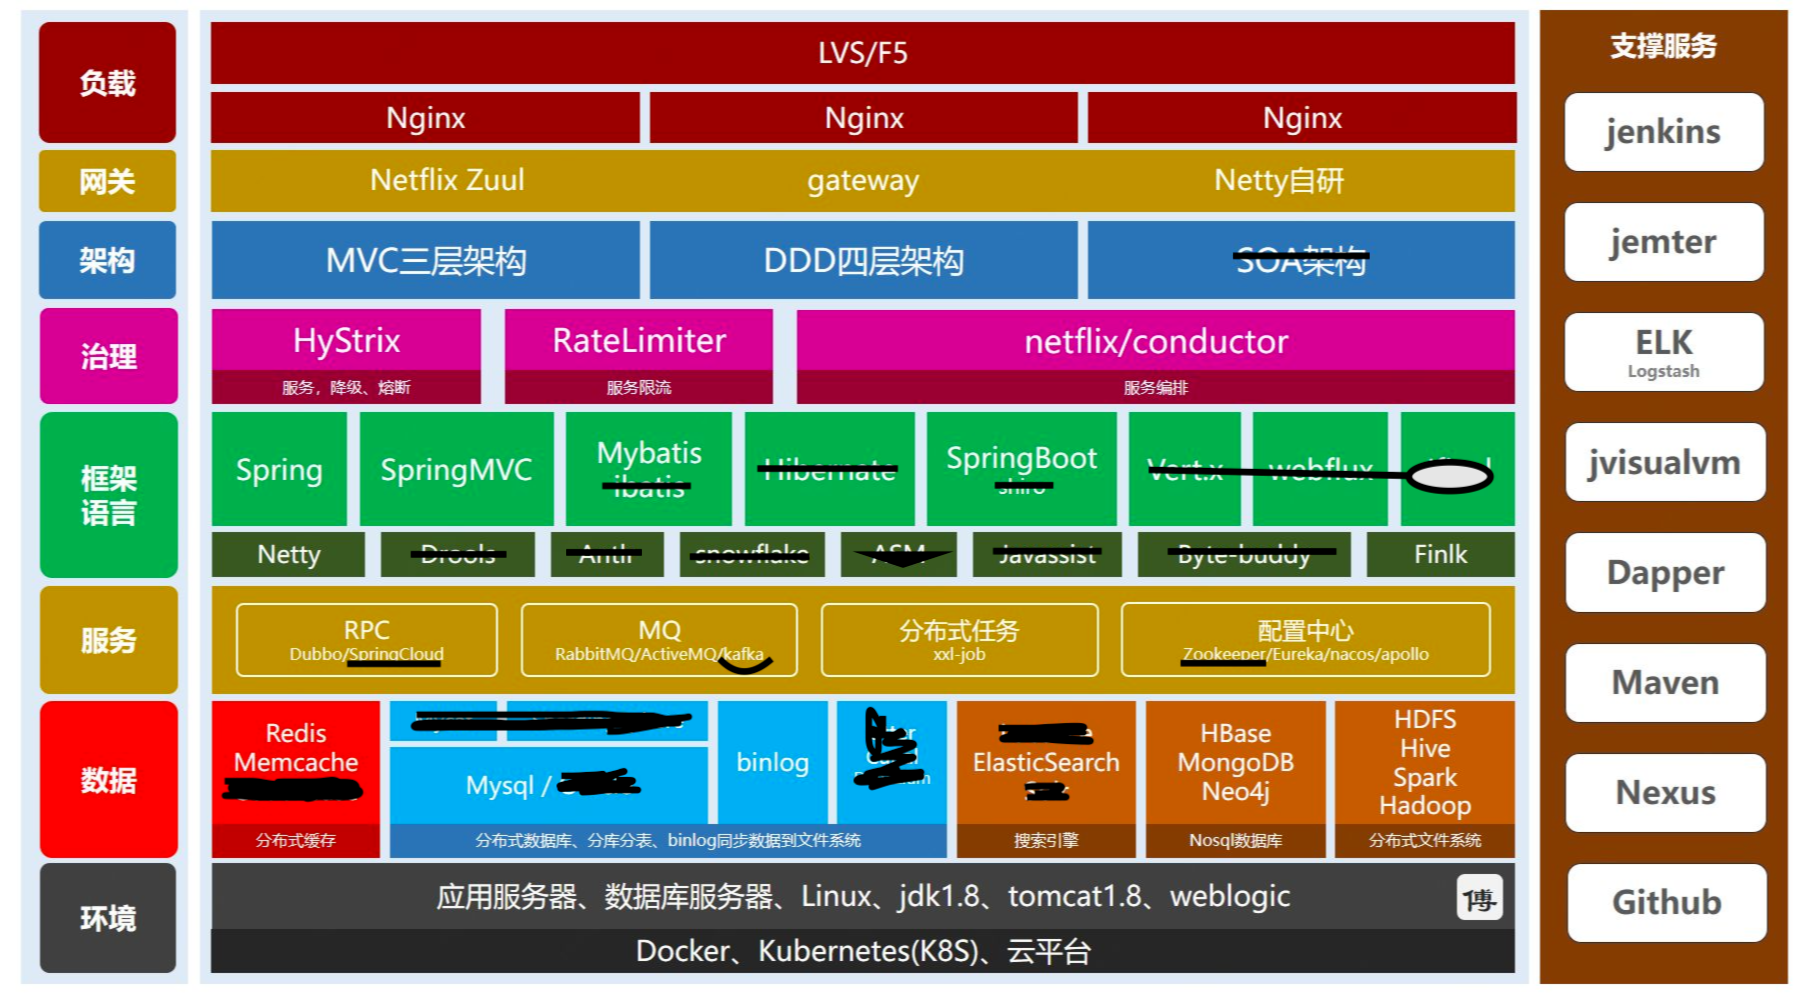 负载
LVS/F5
Nginx
Nginx
Nginx
网关
Netflix Zuul
gateway
Netty自研
架构
MVC三层架构
DDD四层架构
SOA架构
治理
HyStrix
服务，降级、熔断
RateLimiter
服务限流
netflix/conductor
服务编排
框架
语言
Spring
SpringMVC
Mybatis
ibatis
Hibernate
SpringBoot
shiro
Vert.x
webflux
Netty
Drools
Antlr
snowflake
ASM
Javassist
Byte-buddy
Finlk
服务
RPC
Dubbo/SpringCloud
MQ
RabbitMQ/ActiveMQ/kafka
分布式任务
xxl-job
配置中心
Zookeeper/Eureka/nacos/apollo
数据
Redis
Memcache
分布式缓存
Mysql /
binlog
分布式数据库、分库分表、binlog同步数据到文件系统
ElasticSearch
搜索引擎
HBase
MongoDB
Neo4j
Nosql数据库
HDFS
Hive
Spark
Hadoop
分布式文件系统
环境
应用服务器、数据库服务器、Linux、jdk1.8、tomcat1.8、weblogic
傅
Docker、Kubernetes(K8S)、云平台
支撑服务
jenkins
jemter
ELK
Logstash
jvisualvm
Dapper
Maven
Nexus
Github